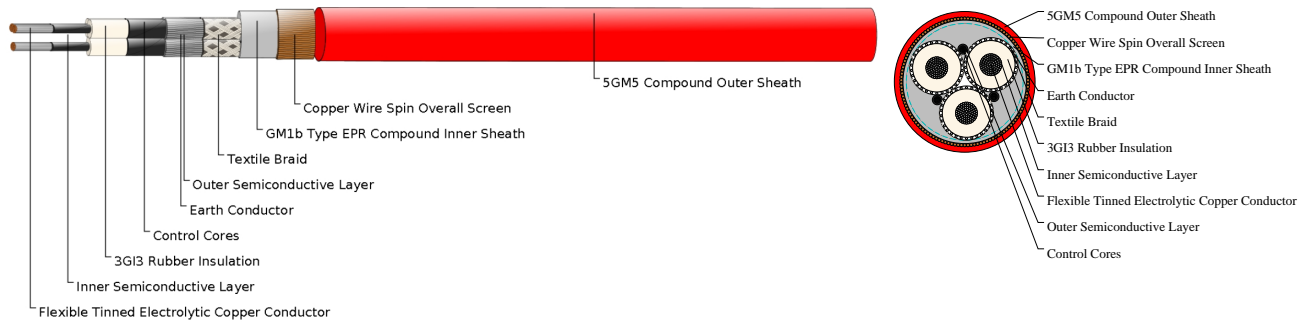 5GM5 Compound Outer Sheath
Copper Wire Spin Overall Screen
GM1b Type EPR Compound Inner Sheath
Textile Braid
Outer Semiconductive Layer
Earth Conductor
Control Cores
3GI3 Rubber Insulation
Inner Semiconductive Layer
Flexible Tinned Electrolytic Copper Conductor
5GM5 Compound Outer Sheath
Copper Wire Spin Overall Screen
GM1b Type EPR Compound Inner Sheath
Earth Conductor
Textile Braid
3GI3 Rubber Insulation
Inner Semiconductive Layer
Flexible Tinned Electrolytic Copper Conductor
Outer Semiconductive Layer
Control Cores